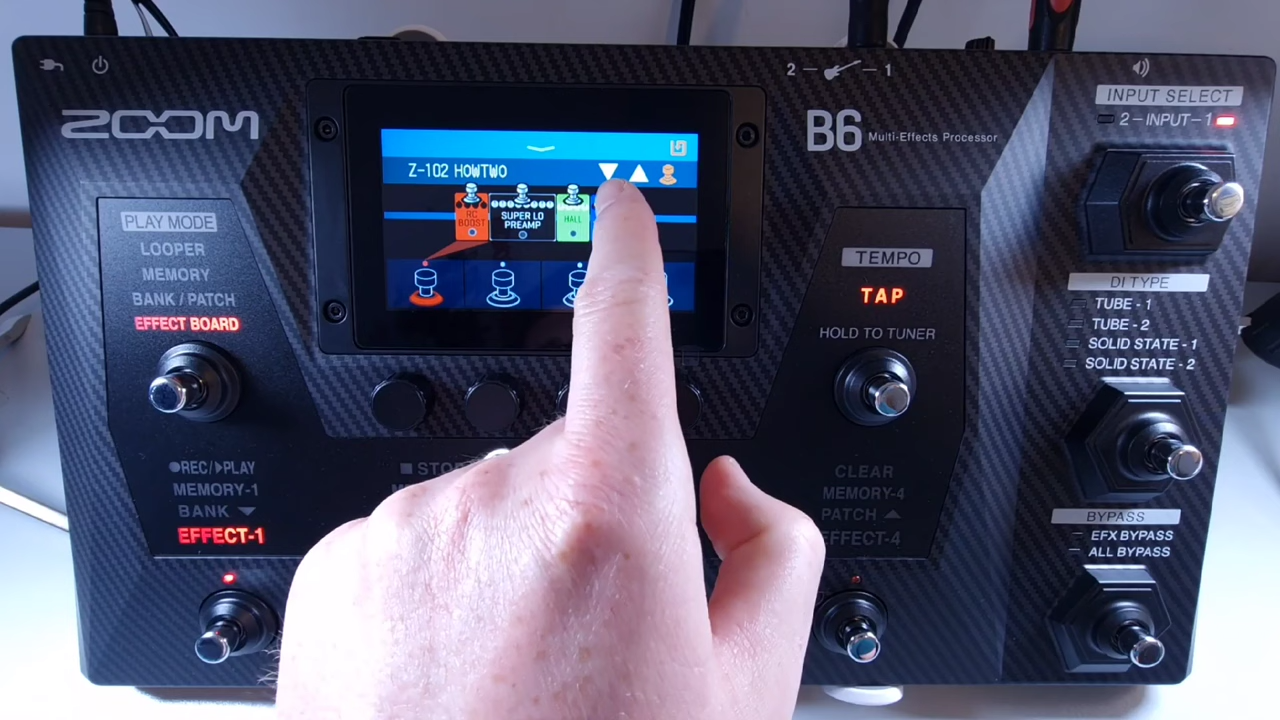 ZOOM
B6 Multi-Effects Processor
2 — 1
INPUT SELECT
2 - INPUT - 1
Z-102 HOWTWO
RC BOOST
SUPER LO PREAMP
HALL
PLAY MODE
LOOPER
MEMORY
BANK / PATCH
EFFECT BOARD
TEMPO
TAP
HOLD TO TUNER
DI TYPE
TUBE - 1
TUBE - 2
SOLID STATE - 1
SOLID STATE - 2
●REC/▶PLAY
MEMORY-1
BANK ▼
EFFECT-1
■ STOP
CLEAR
MEMORY-4
PATCH ▲
EFFECT-4
BYPASS
EFX BYPASS
ALL BYPASS